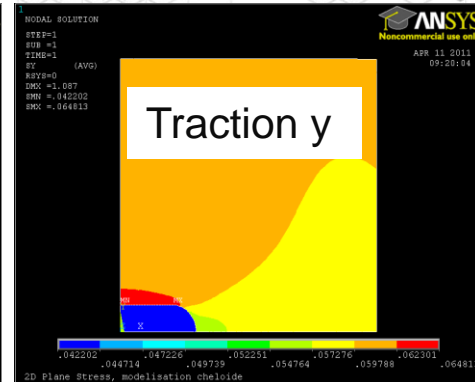 1
NODAL SOLUTION
STEP=1
SUB =1
TIME=1
SY (AVG)
RSYS=0
DMX =1.087
SMN =.042202
SMX =.064813
ANSYS
Noncommercial use only
APR 11 2011
09:20:04
Traction y
MN MX
X
.042202 .047226 .052251 .057276 .062301
.044714 .049739 .054764 .059788 .06481
2D Plane Stress, modelisation cheloide